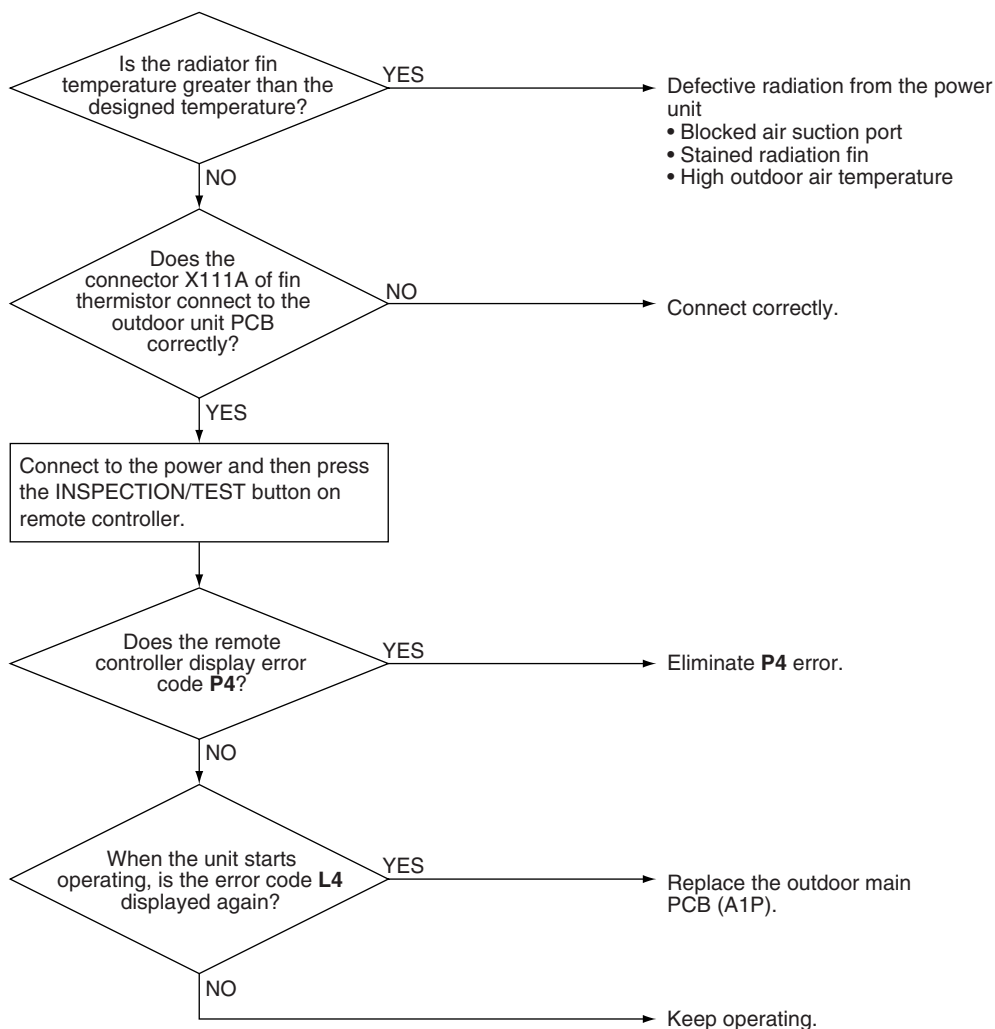 Is the radiator fin
temperature greater than the
designed temperature?
YES
Defective radiation from the power
unit
• Blocked air suction port
• Stained radiation fin
• High outdoor air temperature
NO
Does the
connector X111A of fin
thermistor connect to the
outdoor unit PCB
correctly?
NO
Connect correctly.
YES
Connect to the power and then press
the INSPECTION/TEST button on
remote controller.
Does the remote
controller display error
code P4?
YES
Eliminate P4 error.
NO
When the unit starts
operating, is the error code L4
displayed again?
YES
Replace the outdoor main
PCB (A1P).
NO
Keep operating.